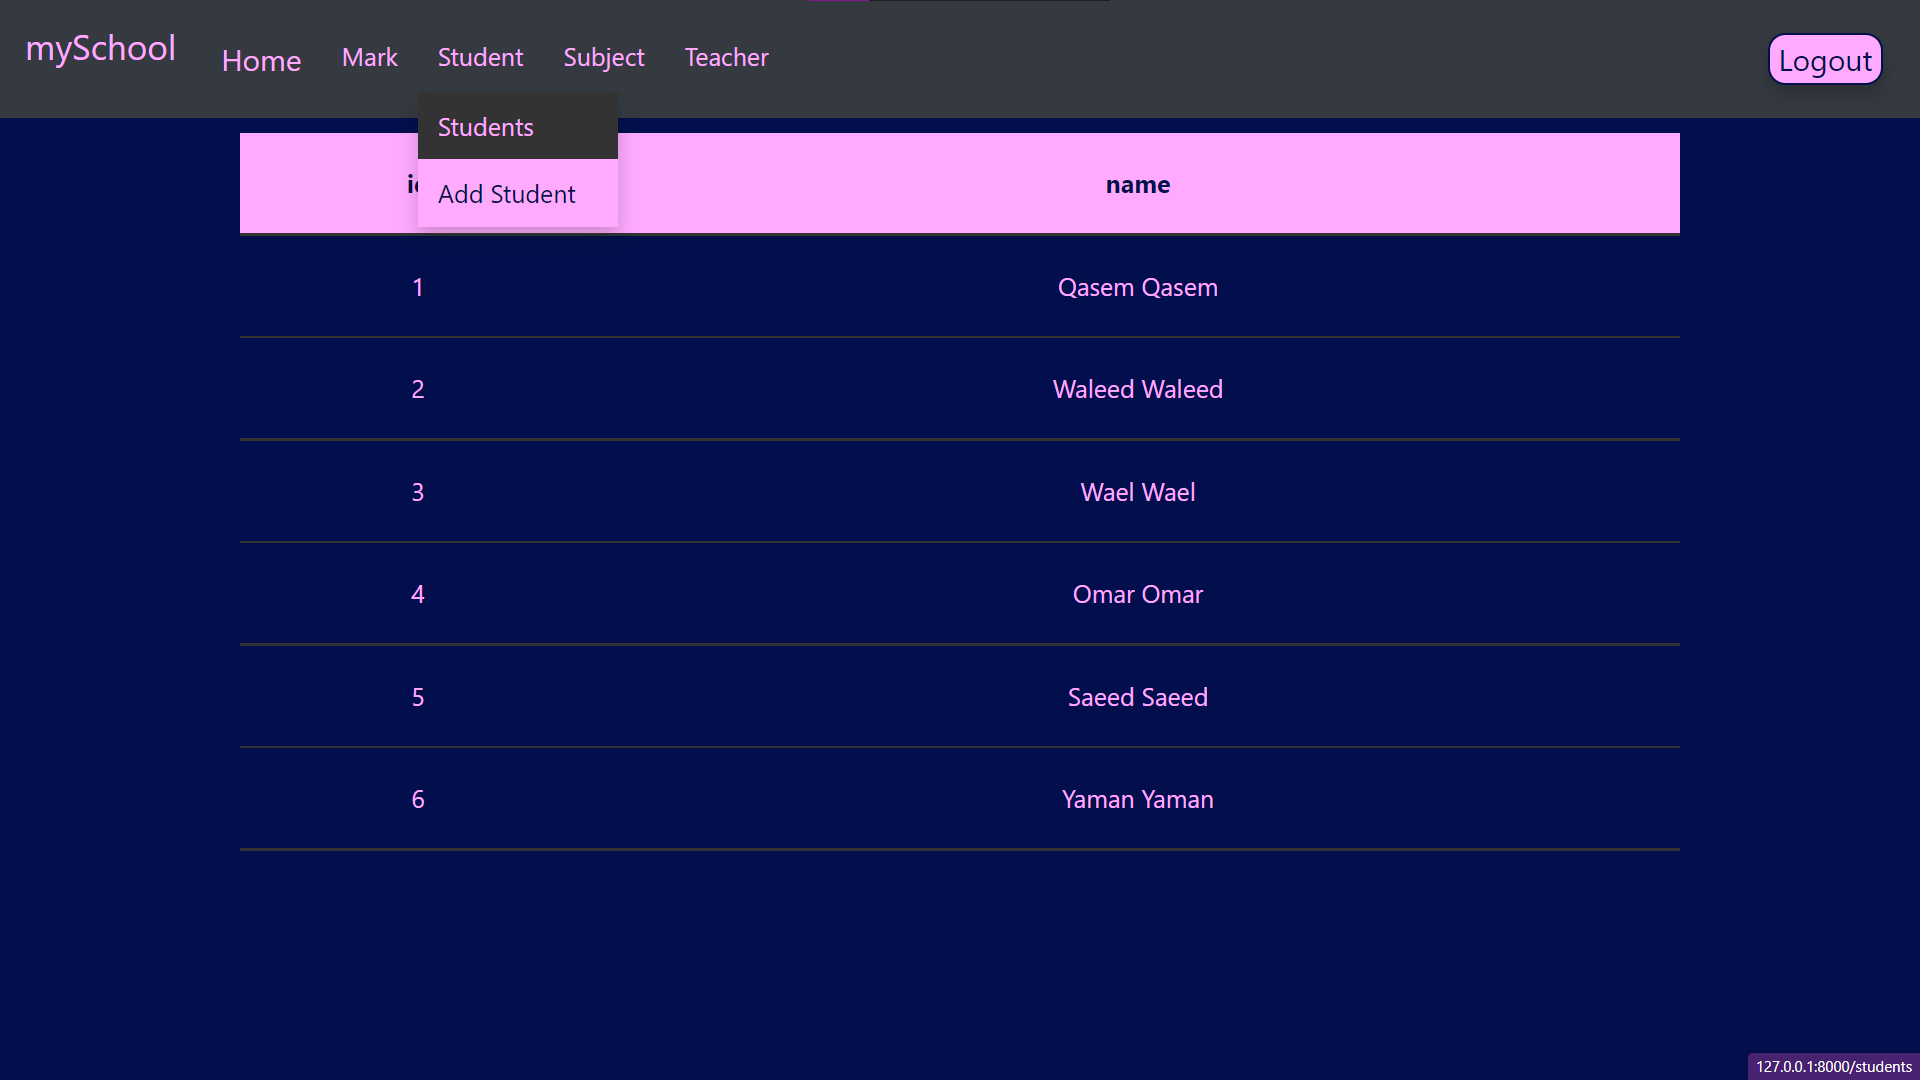 mySchool Home Mark Student Subject Teacher Logout
Students
Add Student
name
1 Qasem Qasem
2 Waleed Waleed
3 Wael Wael
4 Omar Omar
5 Saeed Saeed
6 Yaman Yaman
127.0.0.1:8000/students